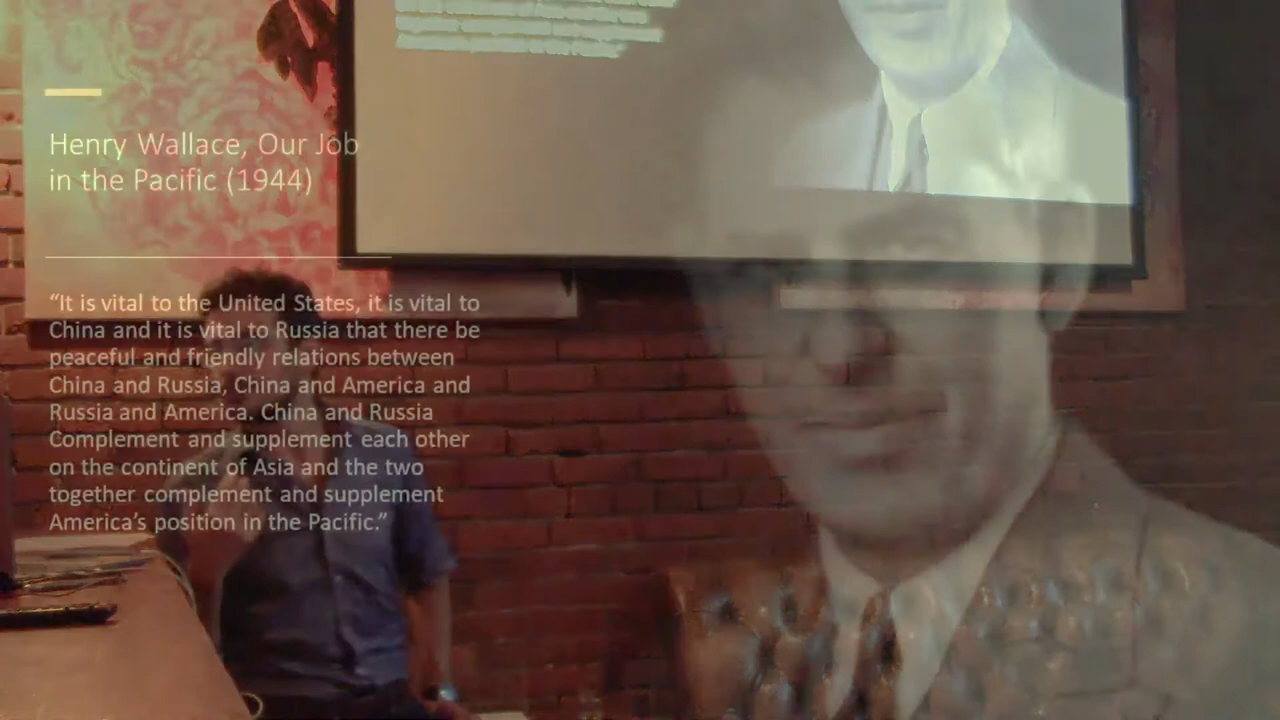 Henry Wallace, Our Job
in the Pacific (1944)
“It is vital to the United States, it is vital to
China and it is vital to Russia that there be
peaceful and friendly relations between
China and Russia, China and America and
Russia and America. China and Russia
Complement and supplement each other
on the continent of Asia and the two
together complement and supplement
America’s position in the Pacific.”